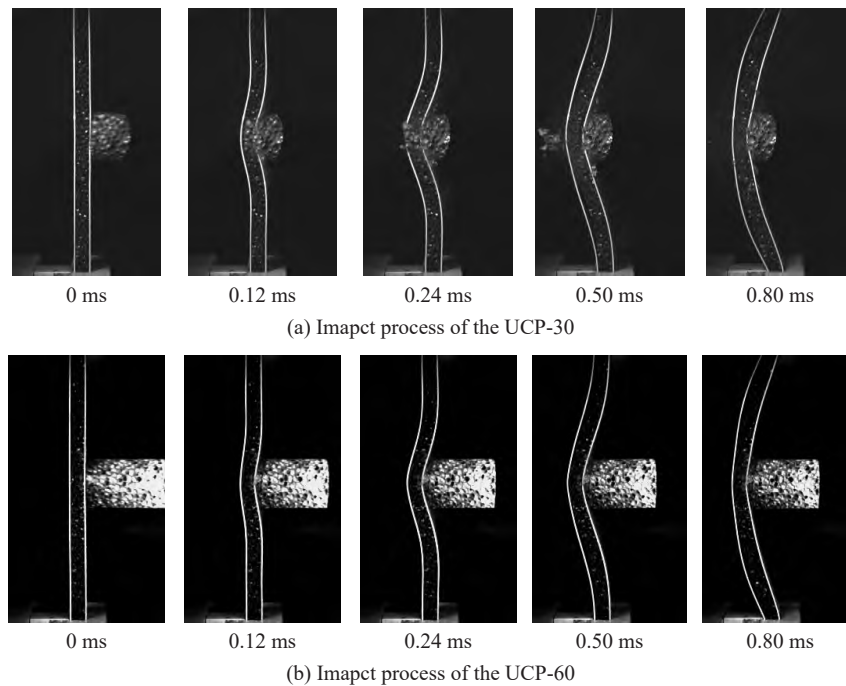 0 ms 0.12 ms 0.24 ms 0.50 ms 0.80 ms
(a) Imapct process of the UCP-30
0 ms 0.12 ms 0.24 ms 0.50 ms 0.80 ms
(b) Imapct process of the UCP-60